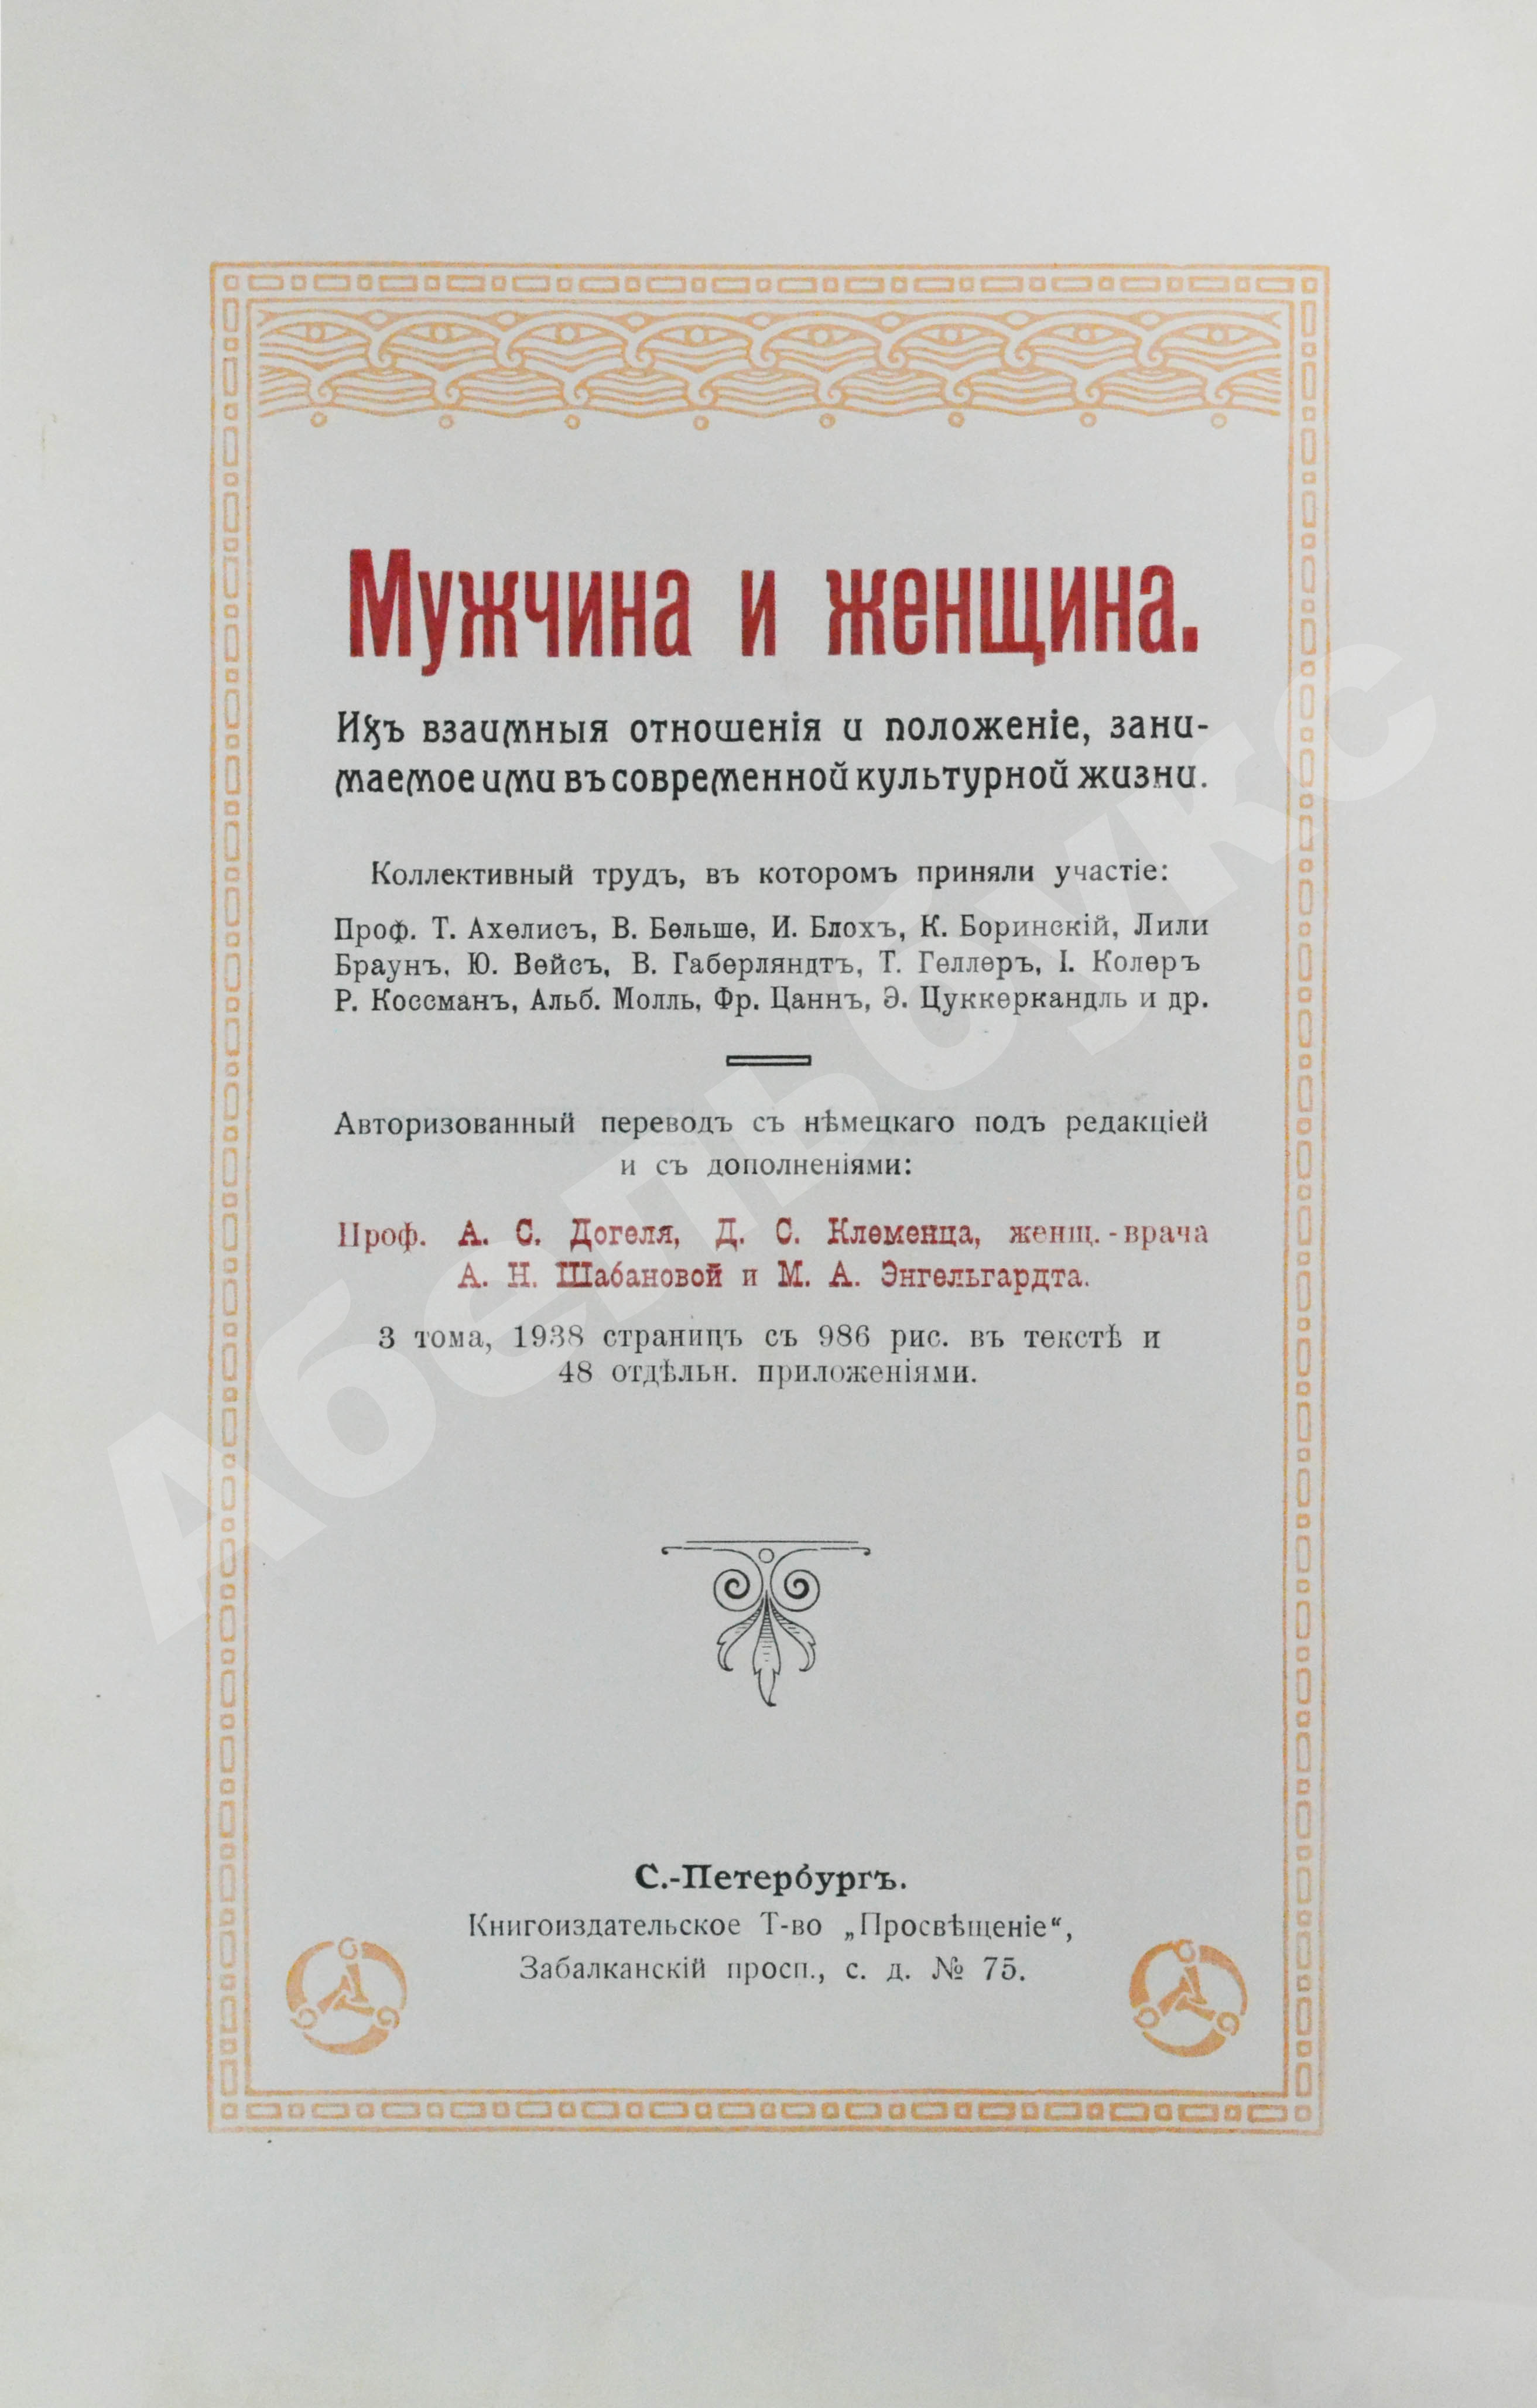 Мужчина и женщина.
Ихъ взаимныя отношенія и положеніе, зани-
маемое ими въ современной культурной жизни.
Коллективный трудъ, въ которомъ приняли участіе:
Проф. Т. Ахелисъ, В. Бельше, И. Блохъ, К. Боринскій, Лили
Браунъ, Ю. Вейсъ, В. Габерляндтъ, Т. Геллеръ, І. Колеръ
Р. Коссманъ, Альб. Молль, Фр. Цаннъ, Э. Цуккеркандль и др.
Авторизованный переводъ съ нѣмецкаго подъ редакціей
и съ дополненіями:
Проф. А. С. Догеля, Д. С. Клеменца, женщ.-врача
А. Н. Шабановой и М. А. Энгельгардта.
3 тома, 1938 страницъ съ 986 рис. въ текстѣ и
48 отдѣльн. приложеніями.
С.-Петербургъ.
Книгоиздательское Т-во „Просвѣщеніе“,
Забалканскій просп., с. д. № 75.
Абельбукс